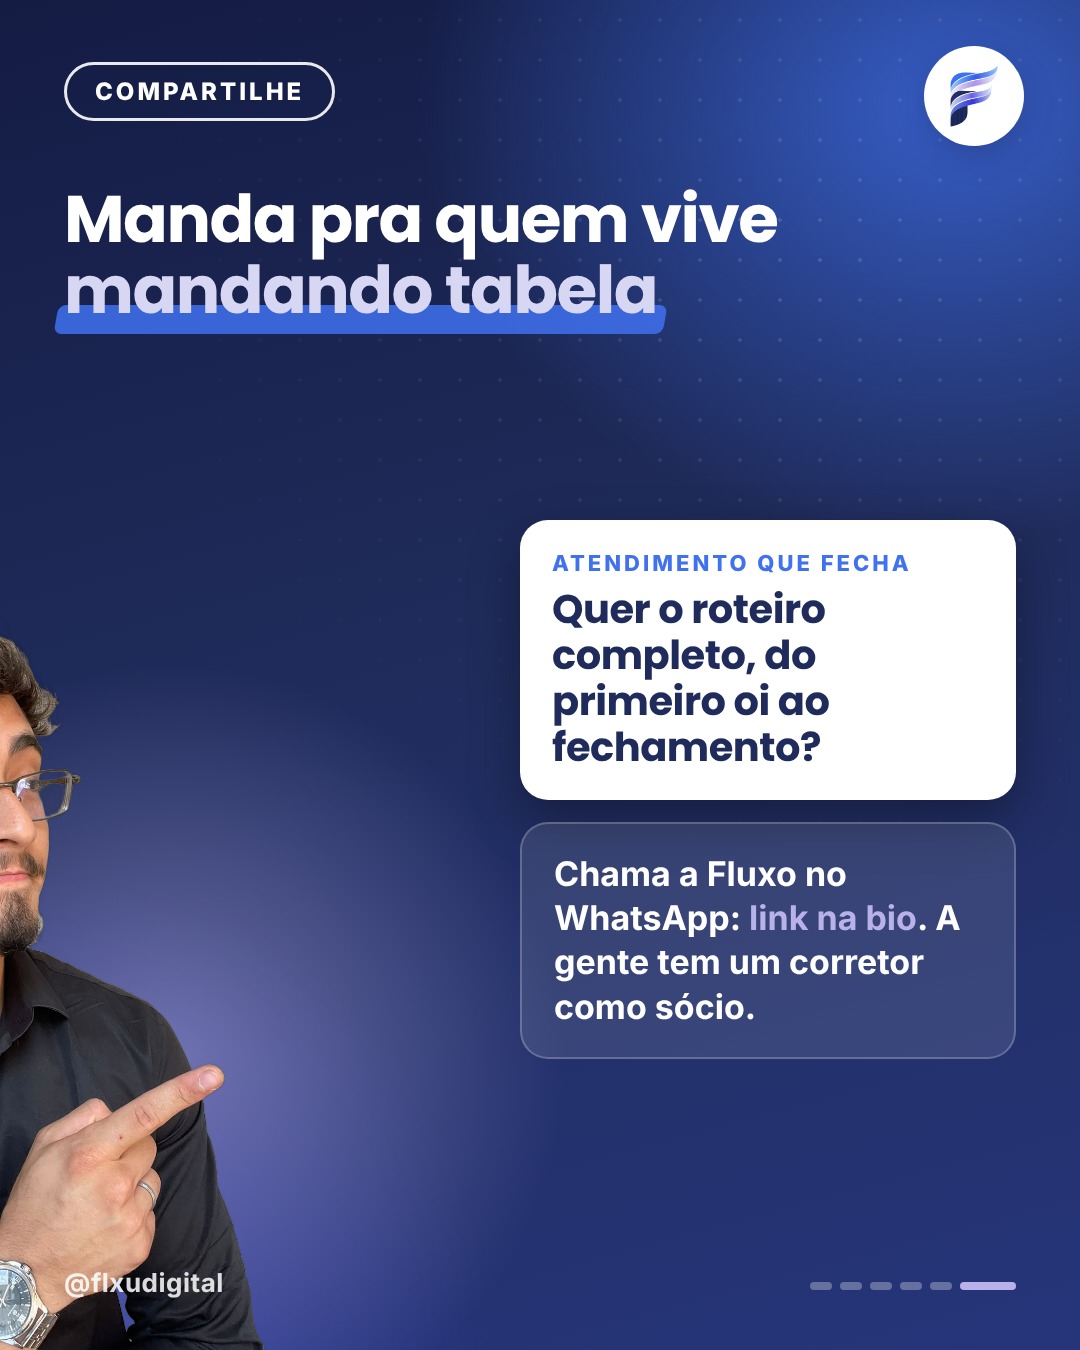 COMPARTILHE
Manda pra quem vive
mandando tabela
ATENDIMENTO QUE FECHA
Quer o roteiro
completo, do
primeiro oi ao
fechamento?
Chama a Fluxo no
WhatsApp: link na bio. A
gente tem um corretor
como sócio.
@flxudigital